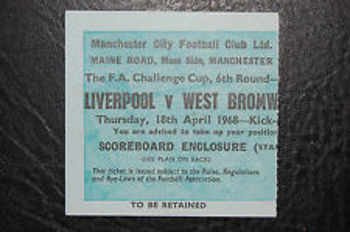 Manchester City Football Club Ltd.
MAINE ROAD, Moss Side, MANCHESTER
The F.A. Challenge Cup, 6th Round—
LIVERPOOL v WEST BROMW
Thursday, 18th April 1968—Kick-
You are advised to take up your position
SCOREBOARD ENCLOSURE (STAN
(SEE PLAN ON BACK)
This ticket is issued subject to the Rules, Regulations
and Bye-Laws of the Football Association.
TO BE RETAINED